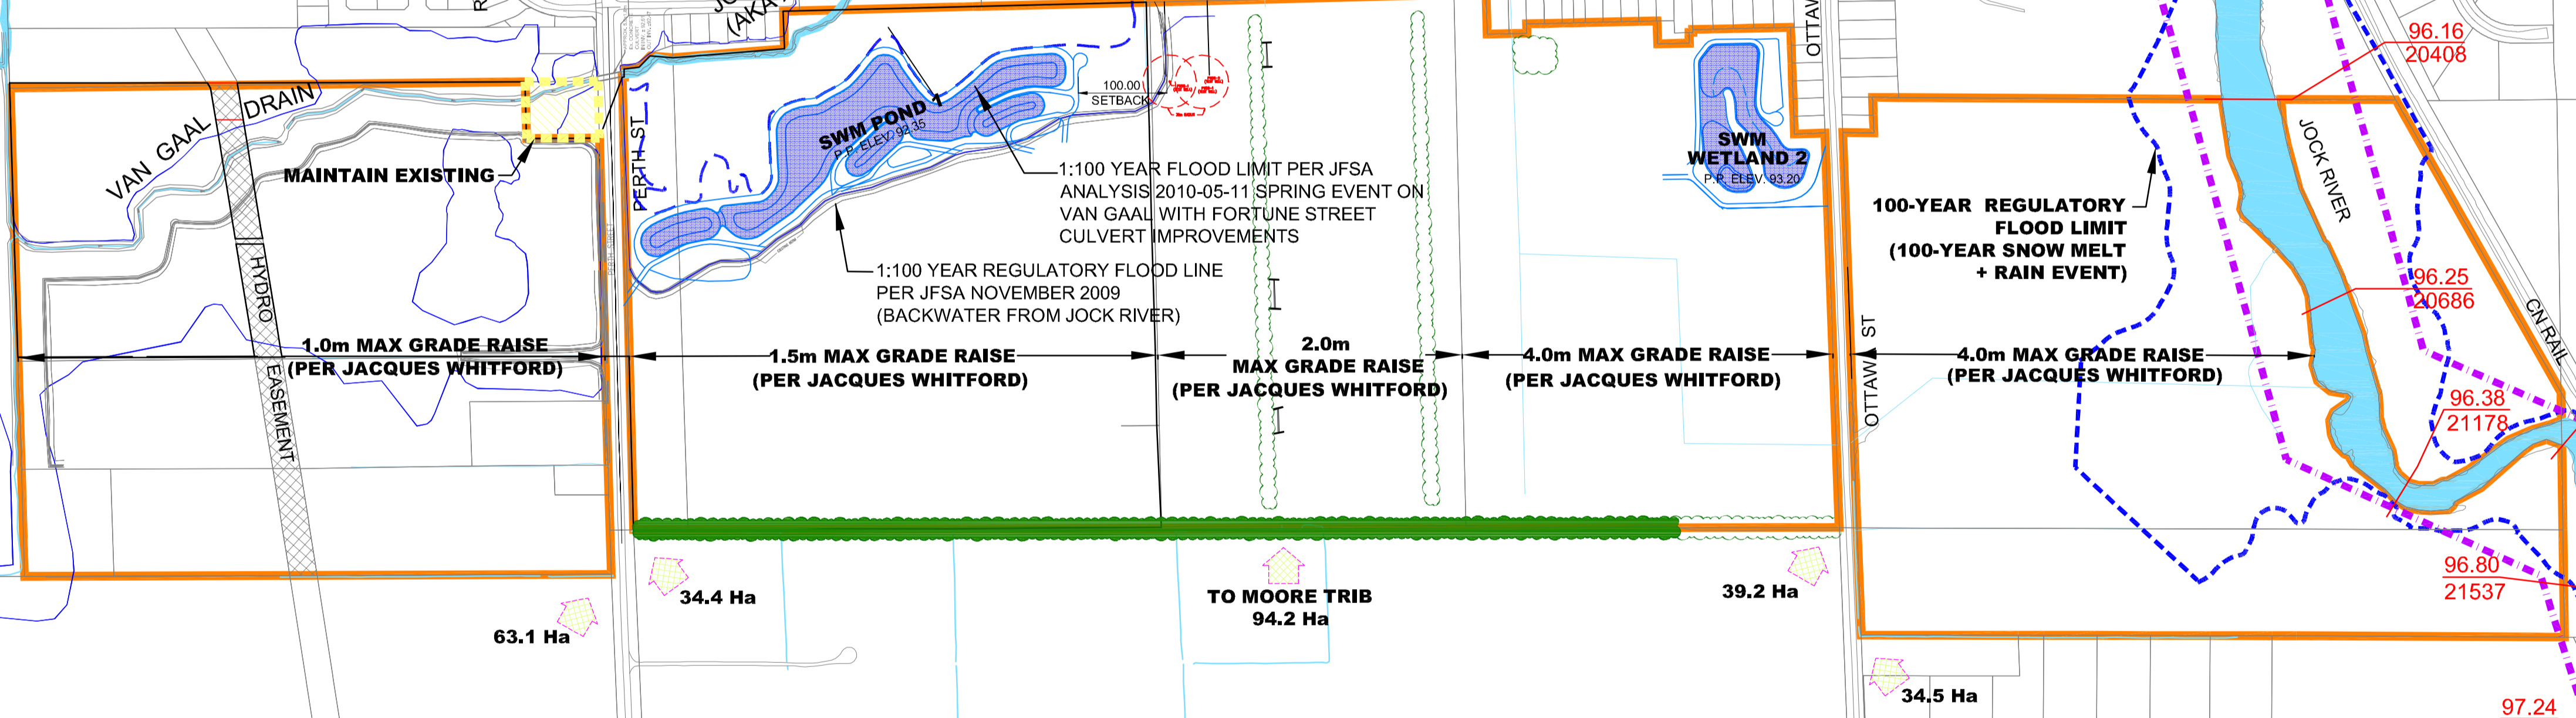 (AKA
OTTAW
VAN GAAL DRAIN
MAINTAIN EXISTING
PERTH ST
PERTH STREET
SWM POND 1
P.P. ELEV. 92.35
100.00
SETBACK
1:100 YEAR FLOOD LIMIT PER JFSA
ANALYSIS 2010-05-11 SPRING EVENT ON
VAN GAAL WITH FORTUNE STREET
CULVERT IMPROVEMENTS
1:100 YEAR REGULATORY FLOOD LINE
PER JFSA NOVEMBER 2009
(BACKWATER FROM JOCK RIVER)
SWM
WETLAND 2
P.P. ELEV. 93.20
100-YEAR REGULATORY
FLOOD LIMIT
(100-YEAR SNOW MELT
+ RAIN EVENT)
JOCK RIVER
CN RAIL
96.16
20408
96.25
20686
96.38
21178
96.80
21537
97.24
HYDRO EASEMENT
1.0m MAX GRADE RAISE
(PER JACQUES WHITFORD)
1.5m MAX GRADE RAISE
(PER JACQUES WHITFORD)
2.0m
MAX GRADE RAISE
(PER JACQUES WHITFORD)
4.0m MAX GRADE RAISE
(PER JACQUES WHITFORD)
OTTAWA ST
4.0m MAX GRADE RAISE
(PER JACQUES WHITFORD)
63.1 Ha
34.4 Ha
TO MOORE TRIB
94.2 Ha
39.2 Ha
34.5 Ha